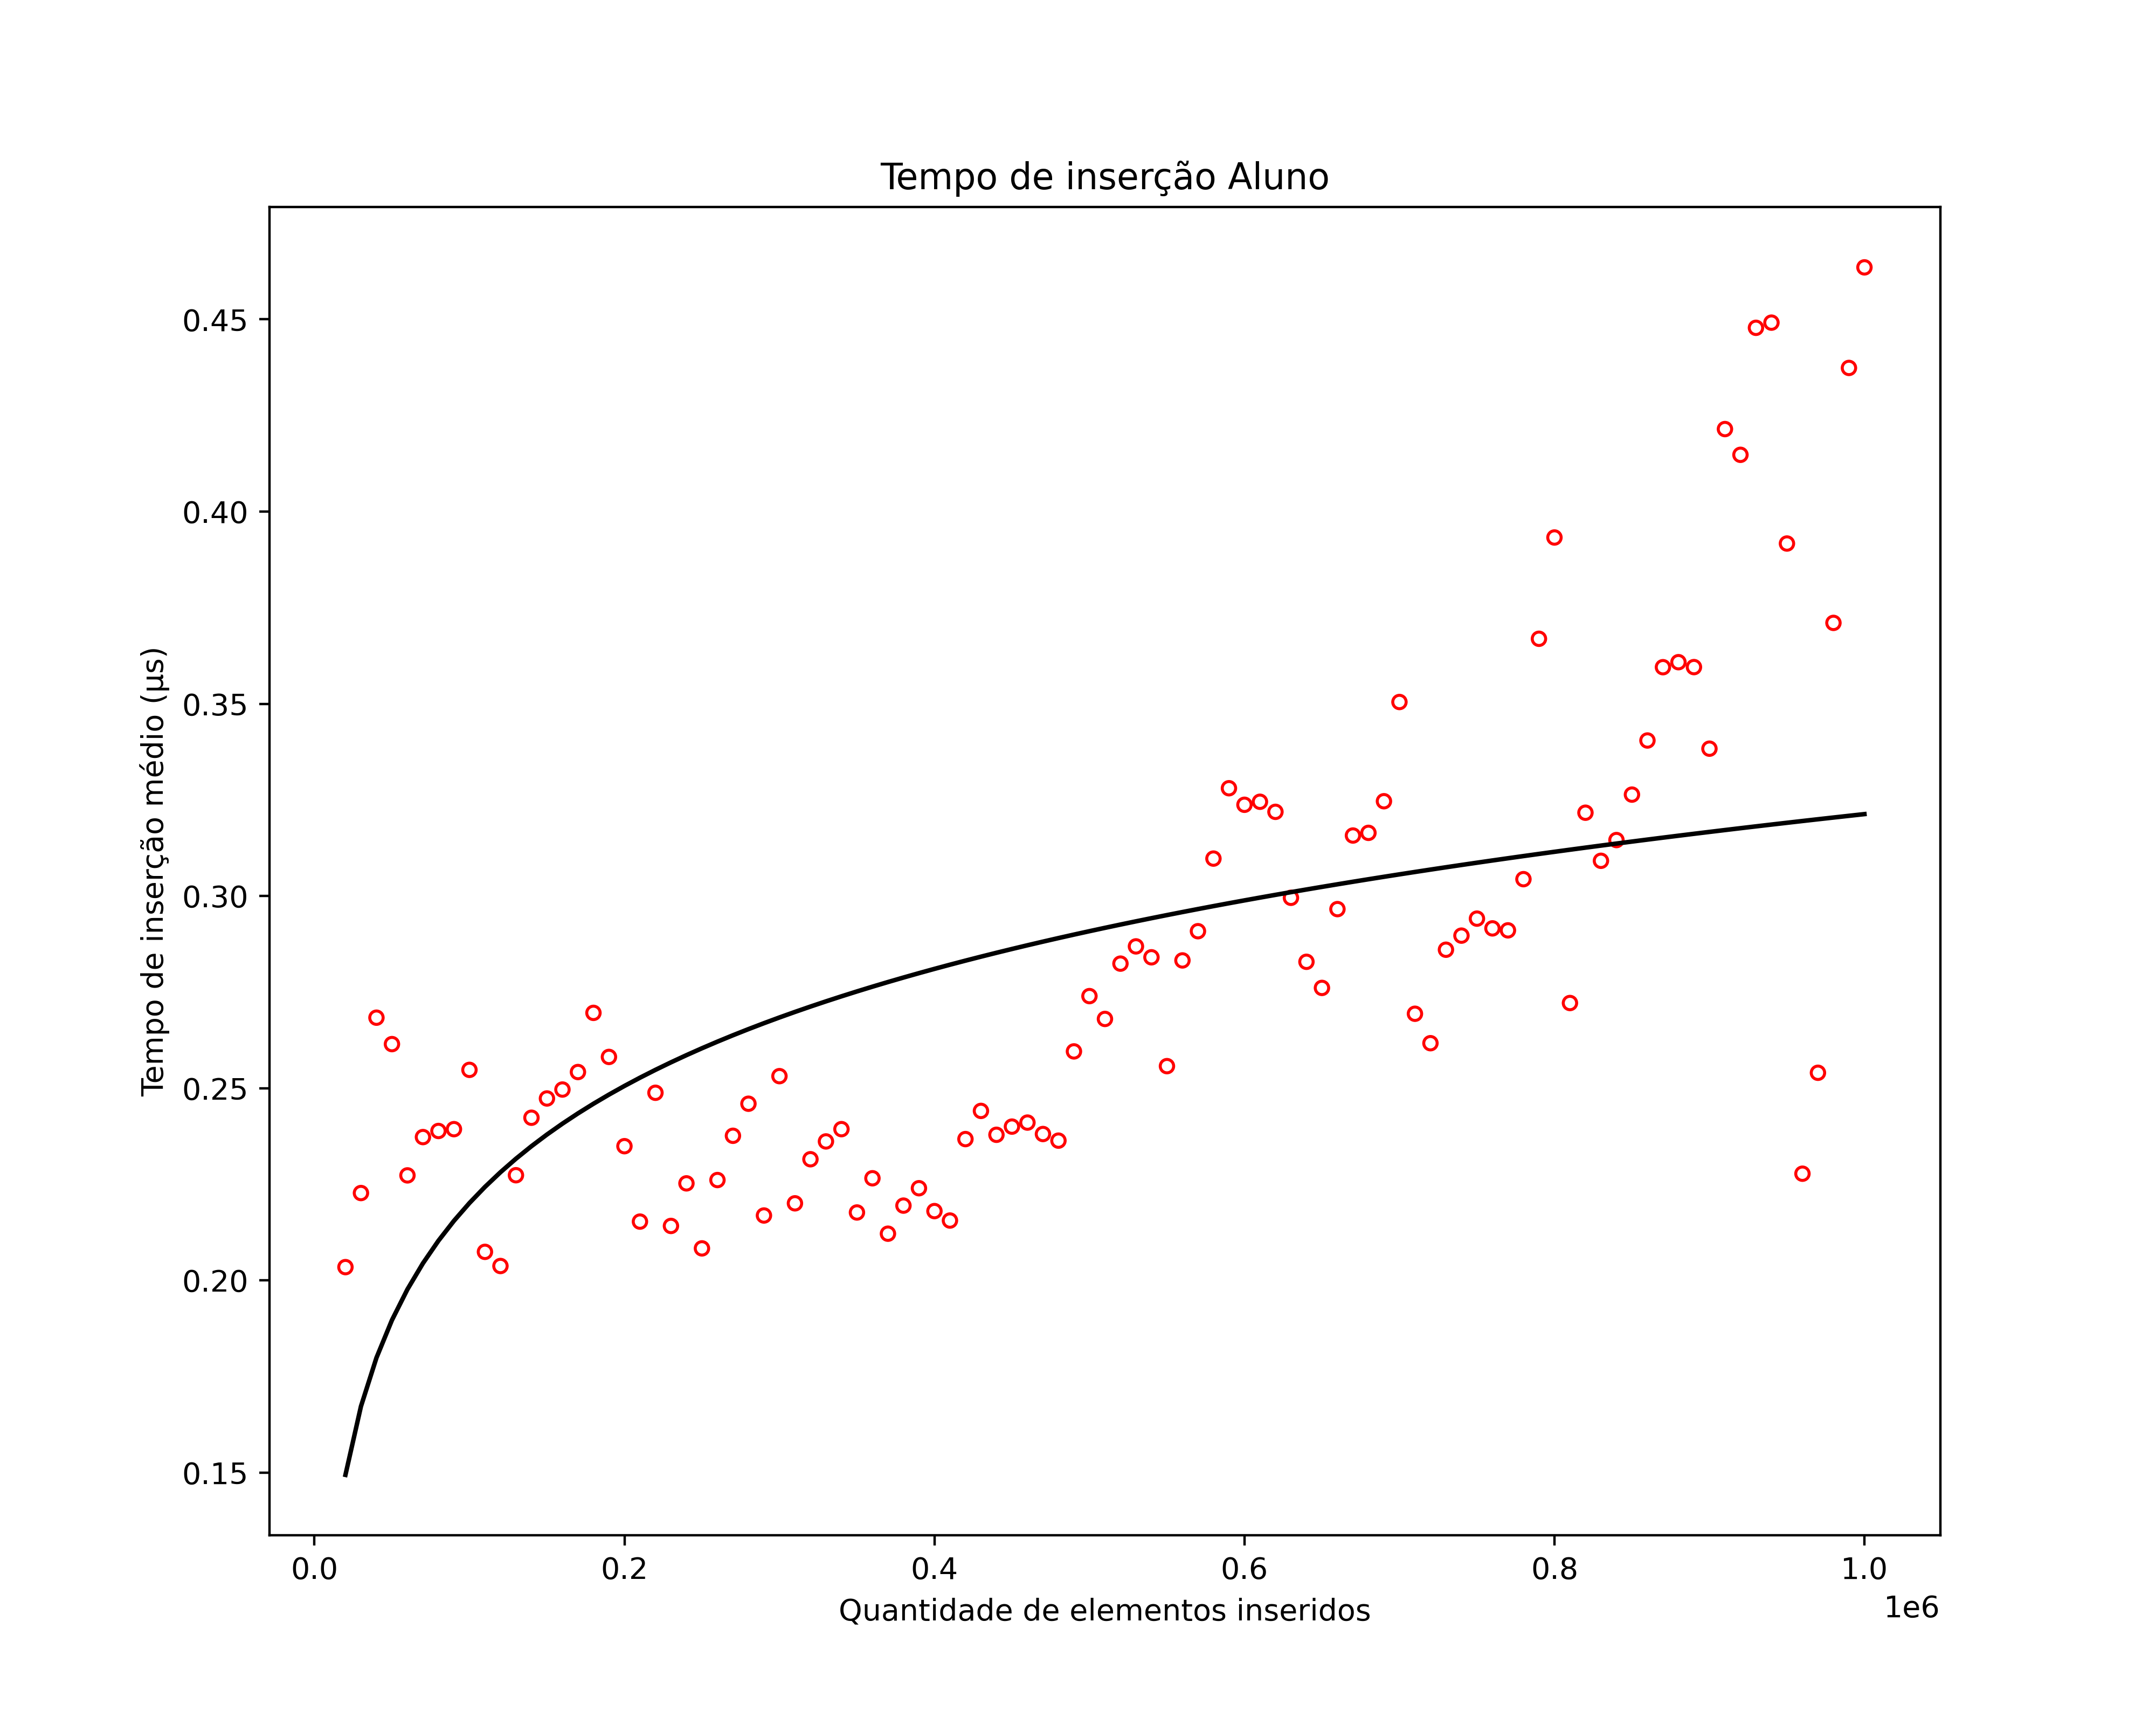 Tempo de inserção Aluno
Tempo de inserção médio (µs)
0.45
0.40
0.35
0.30
0.25
0.20
0.15
0.0 0.2 0.4 0.6 0.8 1.0
Quantidade de elementos inseridos
1e6